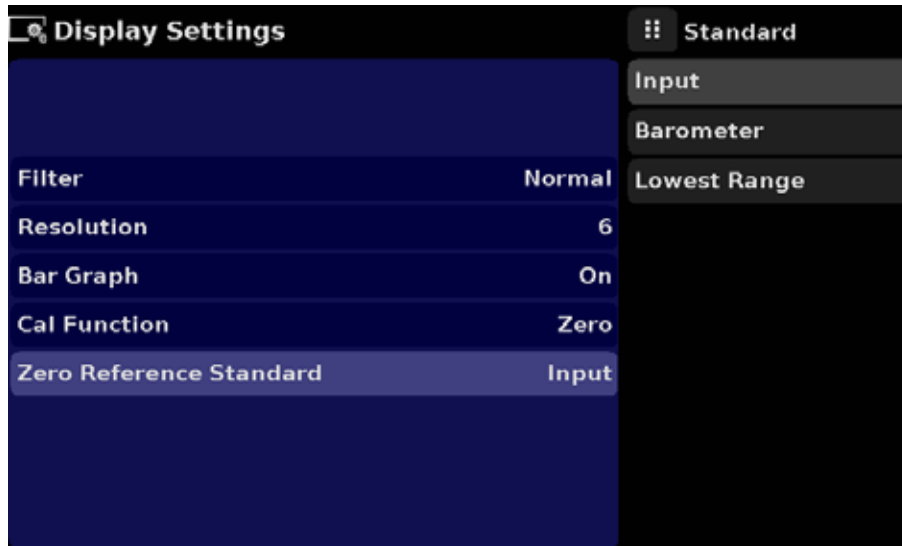 Display Settings
Filter Normal
Resolution 6
Bar Graph On
Cal Function Zero
Zero Reference Standard Input
Standard
Input
Barometer
Lowest Range